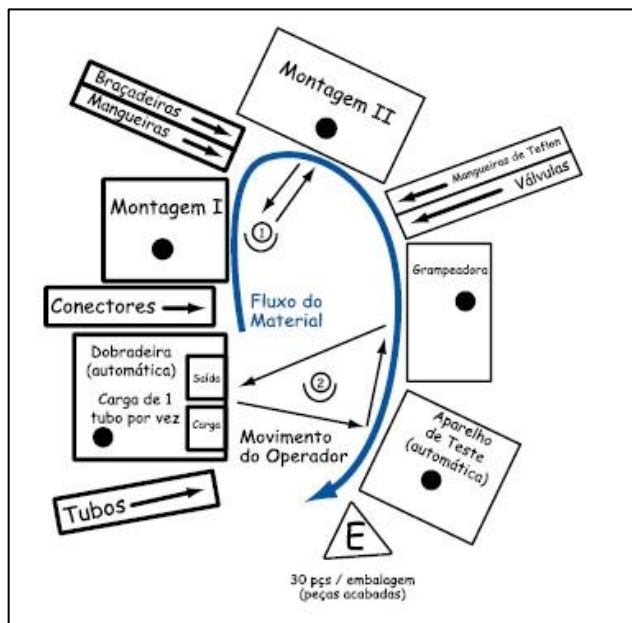 Braçadeiras
Mangueiras
Montagem II
Mangueiras de Teflon
Válvulas
Montagem I
1
Grampeadora
Conectores
Fluxo do
Material
Dobradeira
(automática)
Saída
Carga de 1
tubo por vez
Carga
2
Movimento
do Operador
Aparelho
de Teste
(automática)
Tubos
E
30 pçs / embalagem
(peças acabadas)